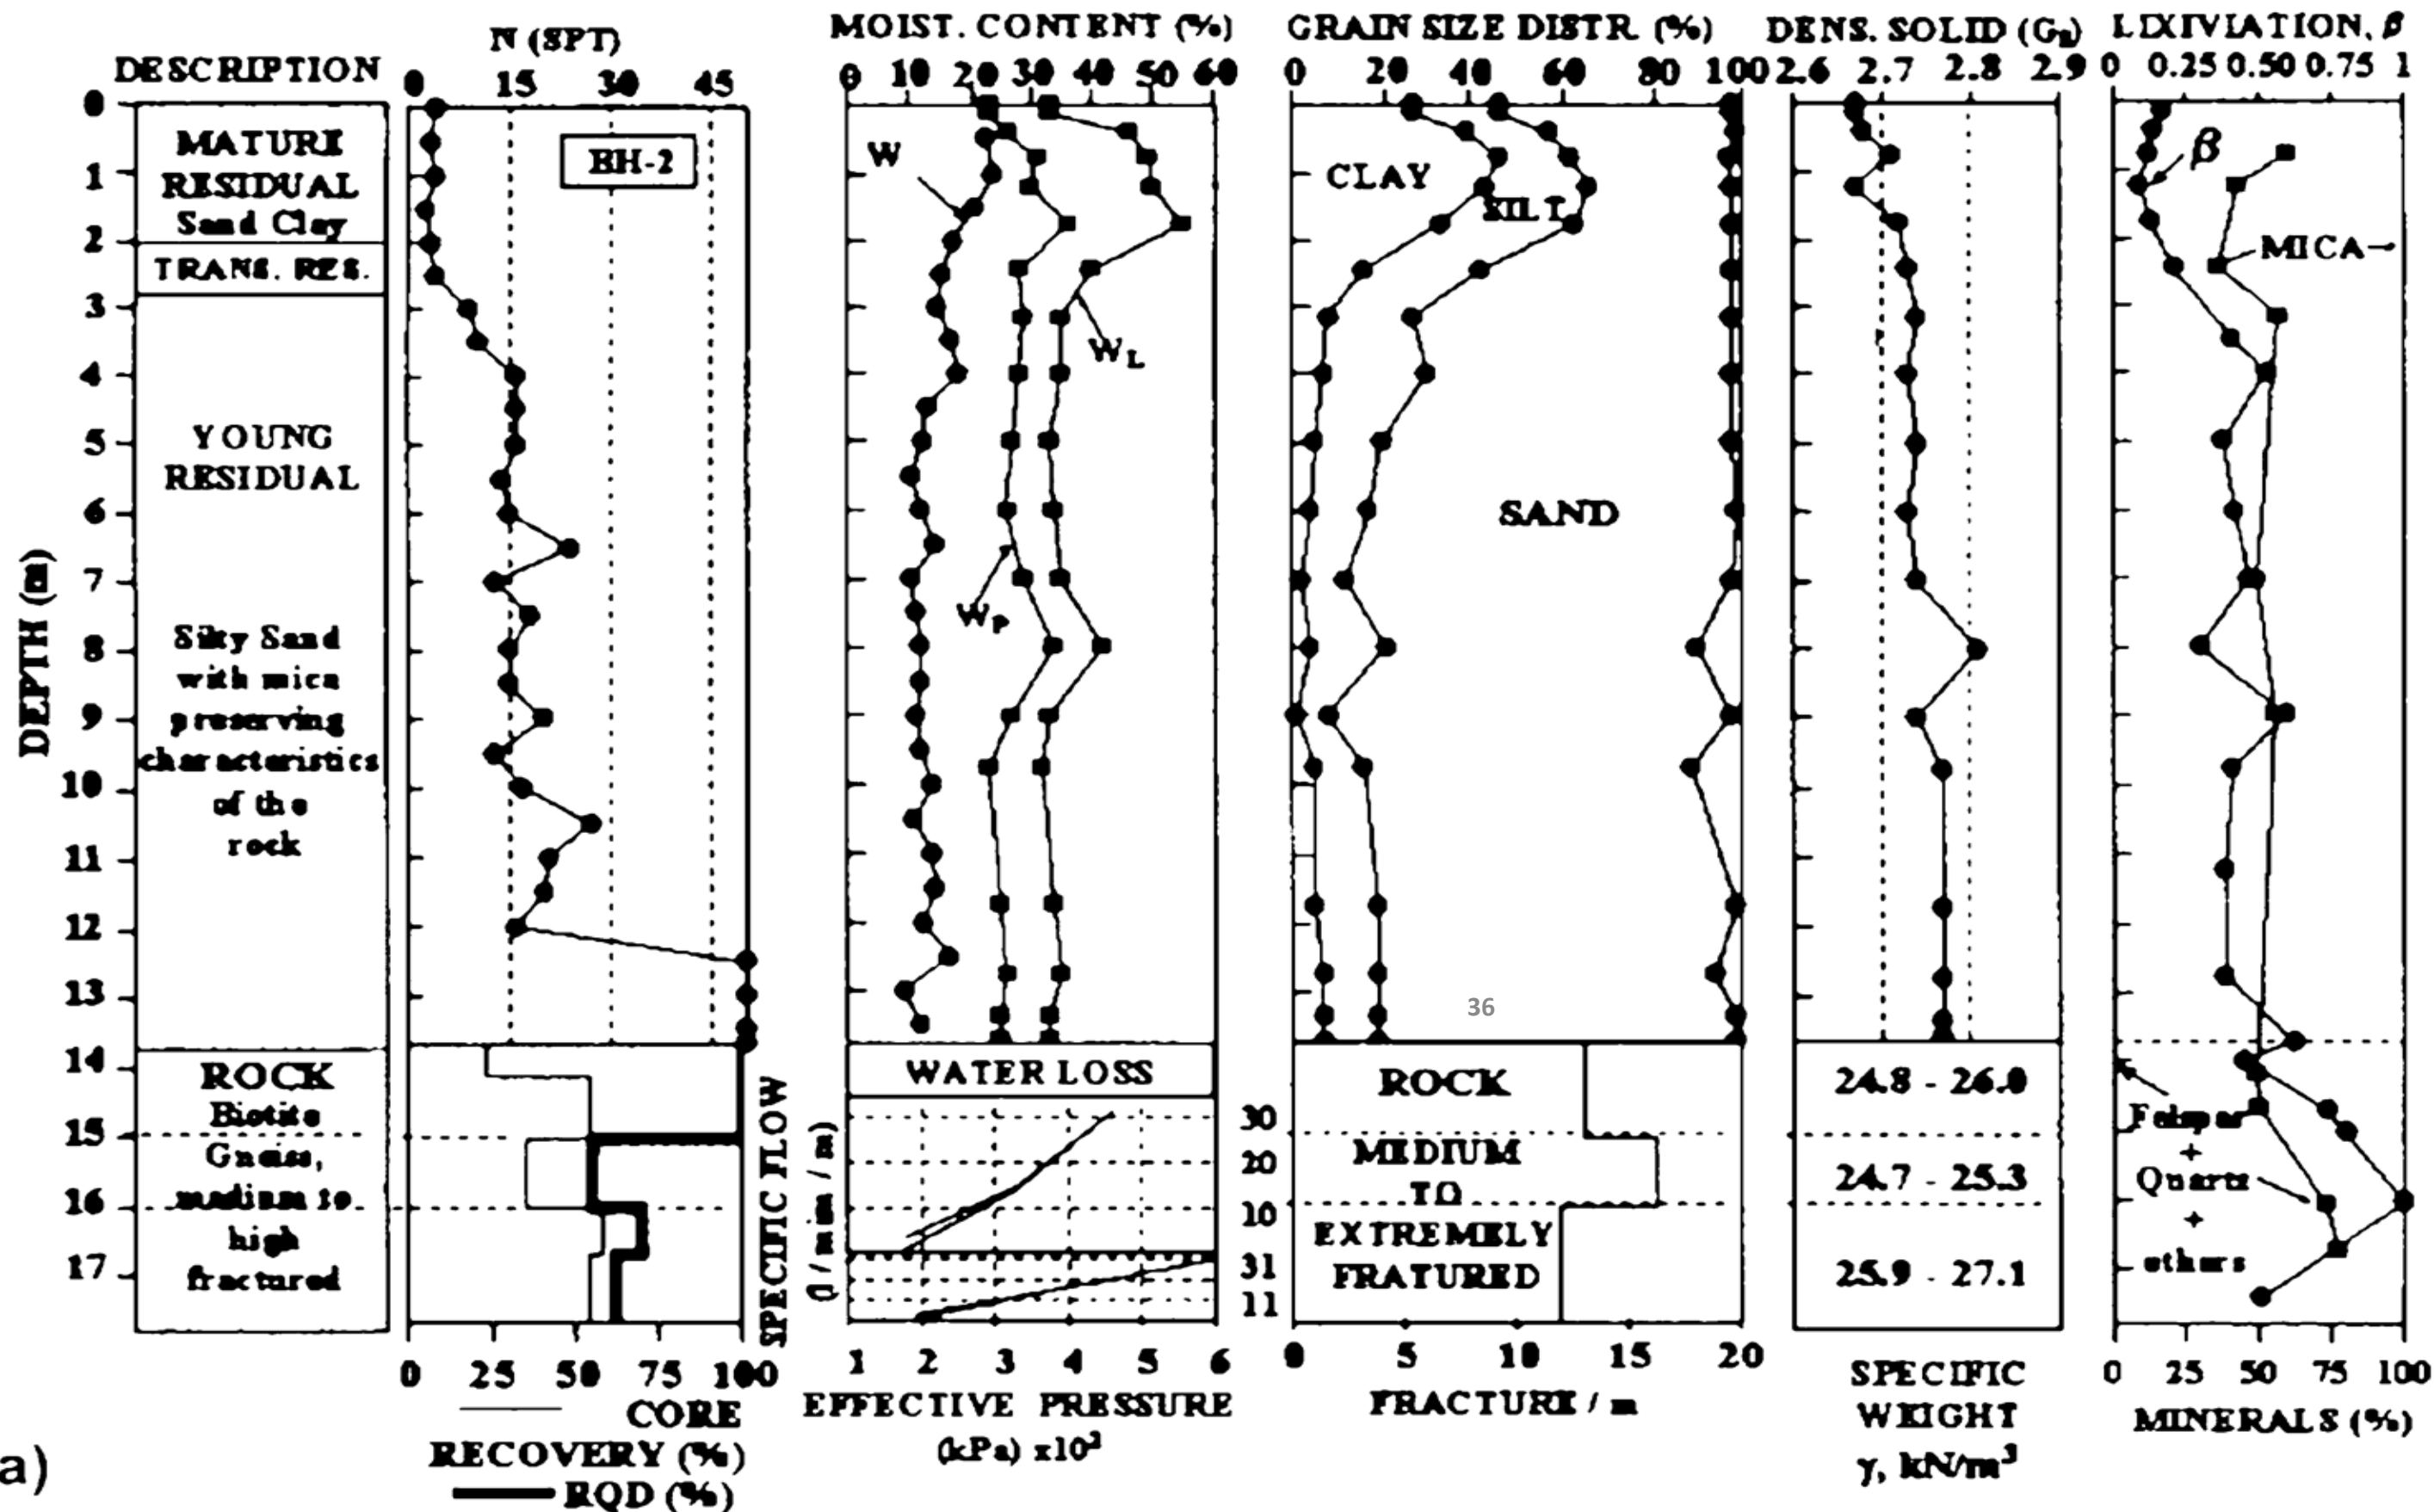 N (SPT)
0 15 30 45
MOIST. CONTENT (%)
0 10 20 30 40 50 60
GRAIN SIZE DISTR. (%)
0 20 40 60 80 100
DENS. SOLID (Gs)
2.6 2.7 2.8 2.9
LIXIVIATION, β
0 0.25 0.50 0.75 1
DESCRIPTION
DEPTH (m)
0
1
2
3
4
5
6
7
8
9
10
11
12
13
14
15
16
17
MATURE
RESIDUAL
Sand Clay
TRANS. RES.
YOUNG
RESIDUAL
Silty Sand
with mica
preserving
characteristics
of the
rock
ROCK
Biotite
Gneiss,
medium to
high
fractured
BH-2
0 25 50 75 100
CORE
RECOVERY (%)
RQD (%)
W
WL
WP
WATER LOSS
SPECIFIC FLOW
(l / min / m)
30
20
10
31
11
1 2 3 4 5 6
EFFECTIVE PRESSURE
(kPa) x10²
CLAY
SILT
SAND
36
ROCK
MEDIUM
TO
EXTREMELY
FRATURED
0 5 10 15 20
FRACTURE / m
24.8 - 26.0
24.7 - 25.3
25.9 - 27.1
SPECIFIC
WEIGHT
γ, kN/m³
β
MICA
Felspar
+
Quartz
+
others
0 25 50 75 100
MINERALS (%)
a)